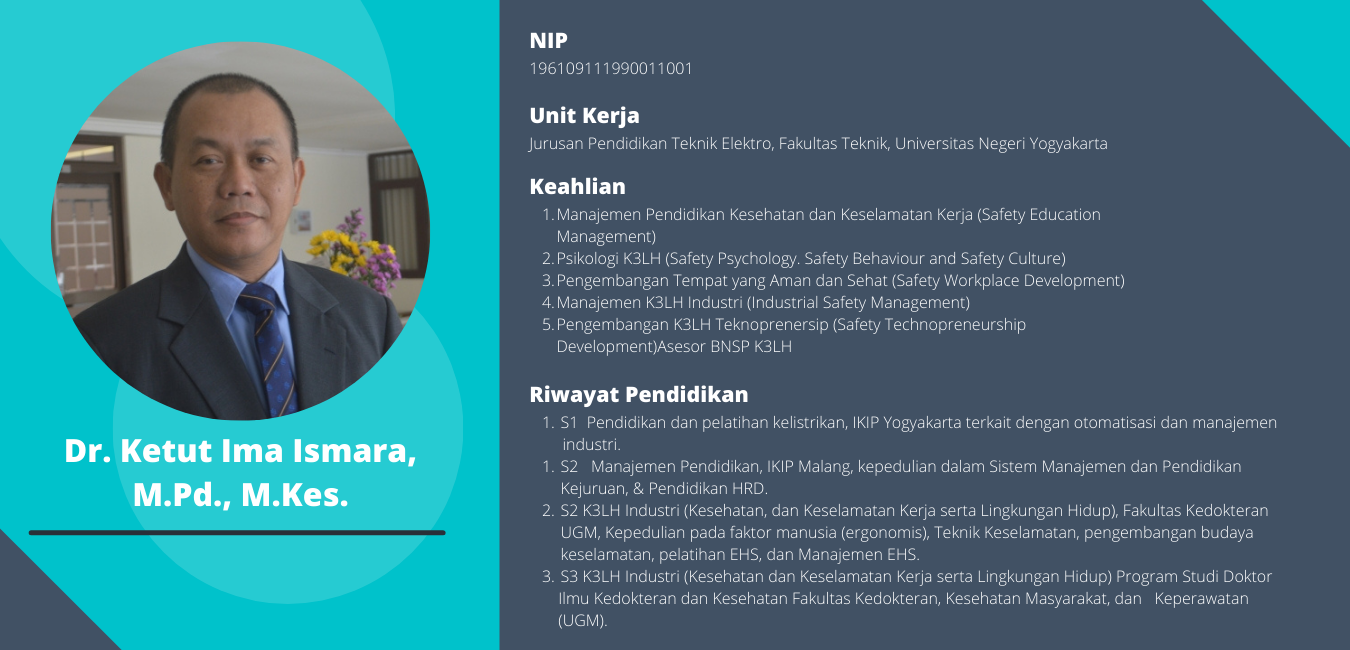 Dr. Ketut Ima Ismara,
M.Pd., M.Kes.
NIP
196109111990011001
Unit Kerja
Jurusan Pendidikan Teknik Elektro, Fakultas Teknik, Universitas Negeri Yogyakarta
Keahlian
1. Manajemen Pendidikan Kesehatan dan Keselamatan Kerja (Safety Education
Management)
2. Psikologi K3LH (Safety Psychology. Safety Behaviour and Safety Culture)
3. Pengembangan Tempat yang Aman dan Sehat (Safety Workplace Development)
4. Manajemen K3LH Industri (Industrial Safety Management)
5. Pengembangan K3LH Teknoprenersip (Safety Technopreneurship
Development)Asesor BNSP K3LH
Riwayat Pendidikan
1. S1 Pendidikan dan pelatihan kelistrikan, IKIP Yogyakarta terkait dengan otomatisasi dan manajemen
industri.
1. S2 Manajemen Pendidikan, IKIP Malang, kepedulian dalam Sistem Manajemen dan Pendidikan
Kejuruan, & Pendidikan HRD.
2. S2 K3LH Industri (Kesehatan, dan Keselamatan Kerja serta Lingkungan Hidup), Fakultas Kedokteran
UGM, Kepedulian pada faktor manusia (ergonomis), Teknik Keselamatan, pengembangan budaya
keselamatan, pelatihan EHS, dan Manajemen EHS.
3. S3 K3LH Industri (Kesehatan dan Keselamatan Kerja serta Lingkungan Hidup) Program Studi Doktor
Ilmu Kedokteran dan Kesehatan Fakultas Kedokteran, Kesehatan Masyarakat, dan Keperawatan
(UGM).